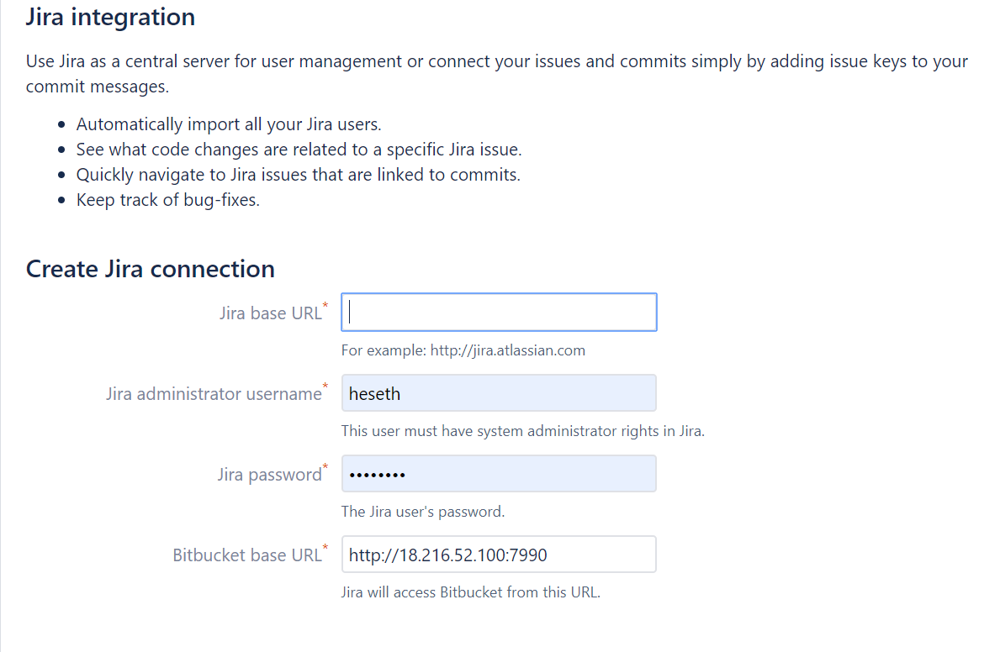 Jira integration
Use Jira as a central server for user management or connect your issues and commits simply by adding issue keys to your
commit messages.
• Automatically import all your Jira users.
• See what code changes are related to a specific Jira issue.
• Quickly navigate to Jira issues that are linked to commits.
• Keep track of bug-fixes.
Create Jira connection
Jira base URL*
For example: http://jira.atlassian.com
Jira administrator username* heseth
This user must have system administrator rights in Jira.
Jira password* ••••••••
The Jira user's password.
Bitbucket base URL* http://18.216.52.100:7990
Jira will access Bitbucket from this URL.